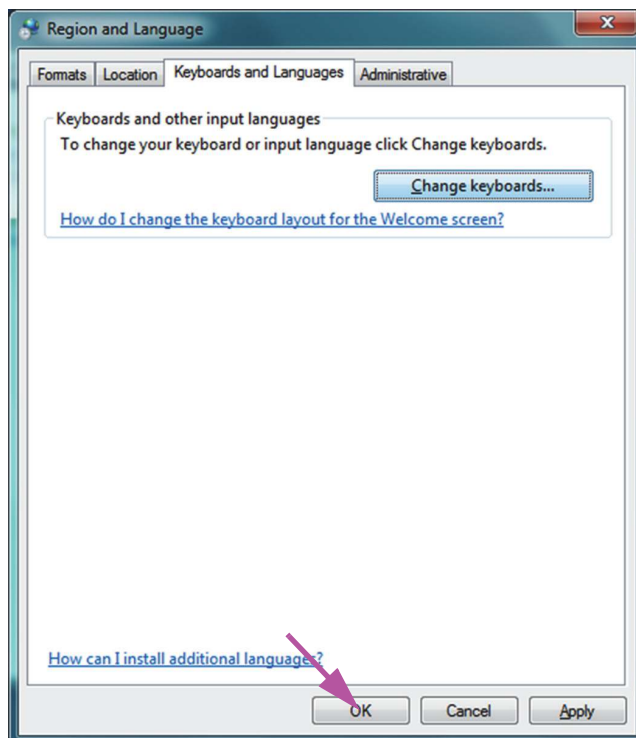 Region and Language
Formats Location Keyboards and Languages Administrative
Keyboards and other input languages
To change your keyboard or input language click Change keyboards.
Change keyboards...
How do I change the keyboard layout for the Welcome screen?
How can I install additional languages?
OK Cancel Apply